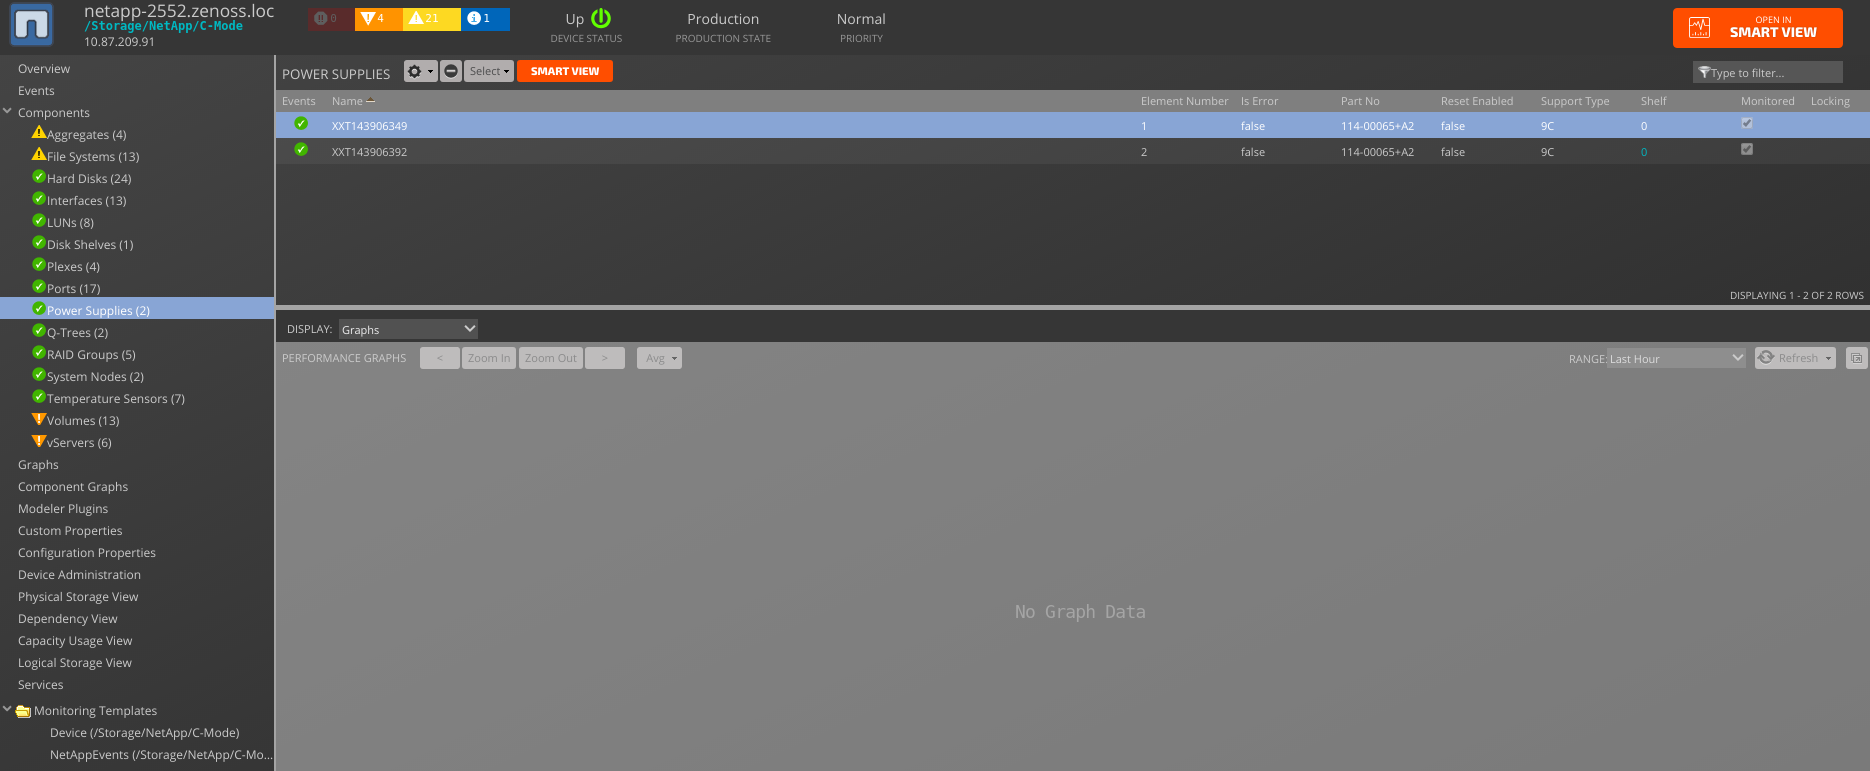 netapp-2552.zenoss.loc
/Storage/NetApp/C-Mode
10.87.209.91
0 4 21 1
Up
DEVICE STATUS
Production
PRODUCTION STATE
Normal
PRIORITY
OPEN IN
SMART VIEW
Overview
Events
Components
Aggregates (4)
File Systems (13)
Hard Disks (24)
Interfaces (13)
LUNs (8)
Disk Shelves (1)
Plexes (4)
Ports (17)
Power Supplies (2)
Q-Trees (2)
RAID Groups (5)
System Nodes (2)
Temperature Sensors (7)
Volumes (13)
vServers (6)
Graphs
Component Graphs
Modeler Plugins
Custom Properties
Configuration Properties
Device Administration
Physical Storage View
Dependency View
Capacity Usage View
Logical Storage View
Services
Monitoring Templates
Device (/Storage/NetApp/C-Mode)
NetAppEvents (/Storage/NetApp/C-Mo...
POWER SUPPLIES Select SMART VIEW Type to filter...
Events Name Element Number Is Error Part No Reset Enabled Support Type Shelf Monitored Locking
XXT143906349 1 false 114-00065+A2 false 9C 0
XXT143906392 2 false 114-00065+A2 false 9C 0
DISPLAYING 1 - 2 OF 2 ROWS
DISPLAY: Graphs
PERFORMANCE GRAPHS < Zoom In Zoom Out > Avg RANGE: Last Hour Refresh
No Graph Data